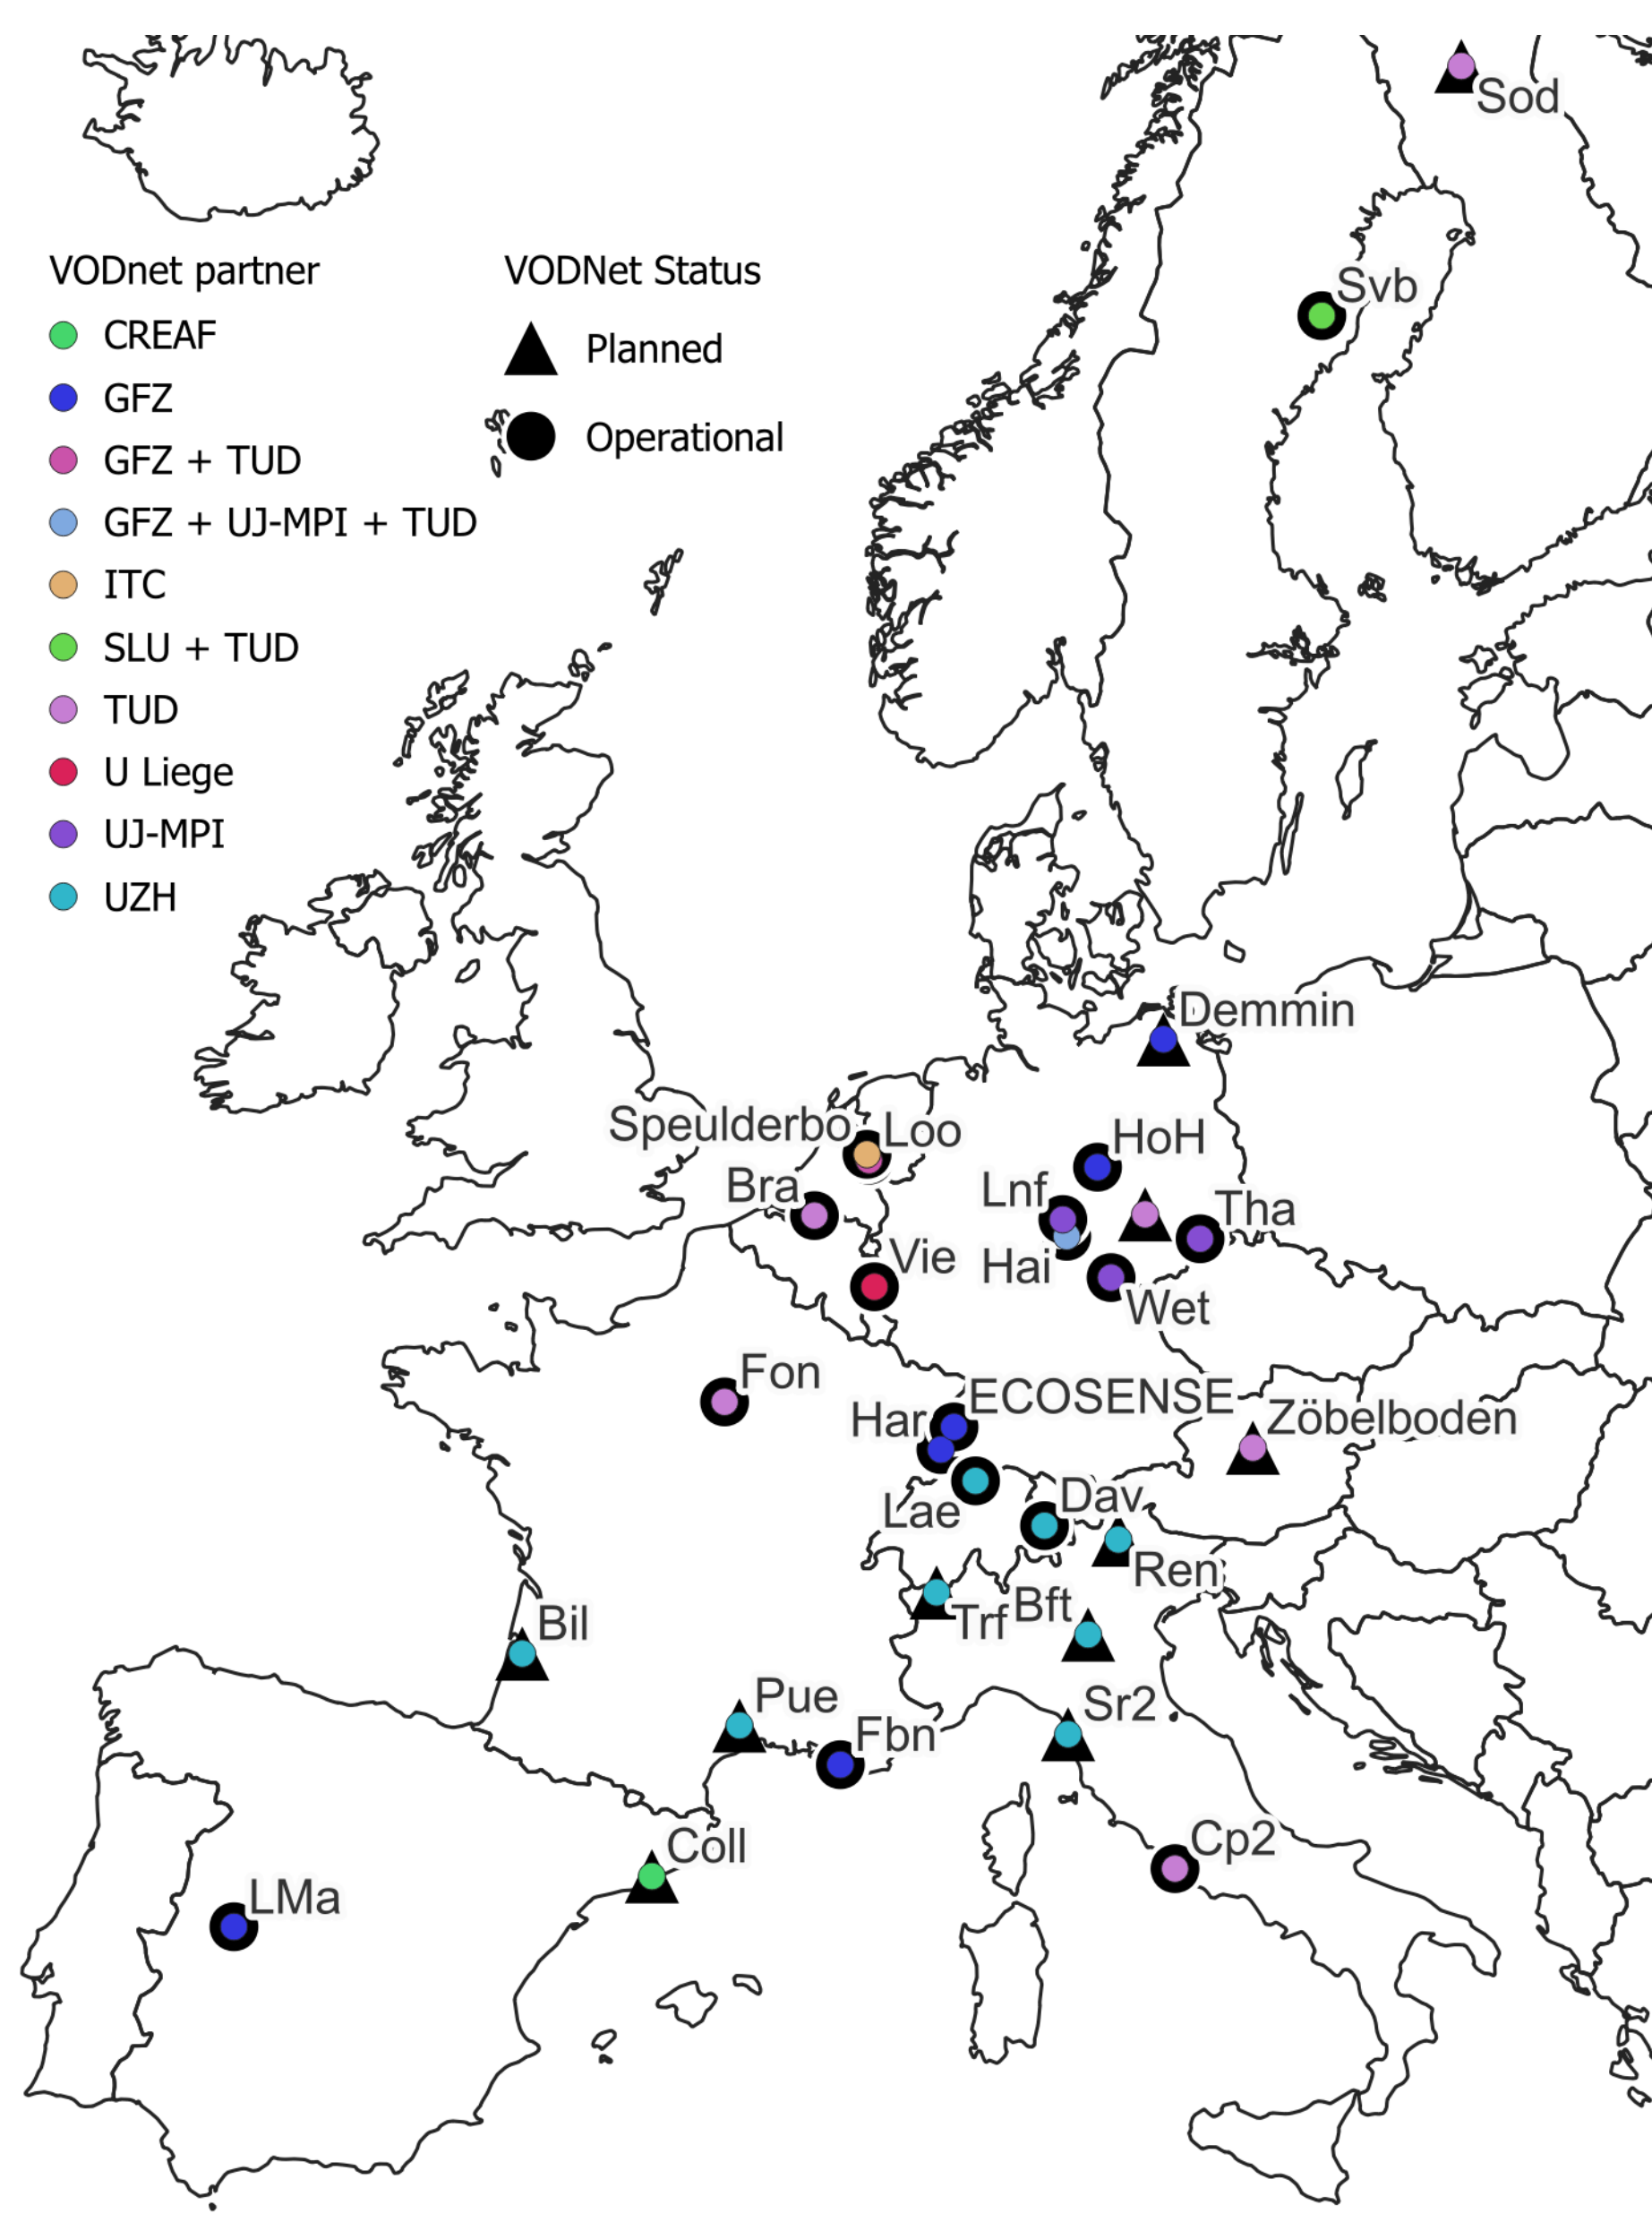 Sod
VODnet partner
VODNet Status
Svb
CREAF
Planned
GFZ
GFZ + TUD
Operational
GFZ + UJ-MPI + TUD
ITC
SLU + TUD
TUD
U Liege
UJ-MPI
UZH
Demmin
Speulderbo
Loo
HoH
Bra
Lnf
Tha
Vie
Hai
Wet
Fon
ECOSENSE
Har
Zöbelboden
Lae
Dav
Ren
Trf
Bft
Bil
Pue
Sr2
Fbn
Coll
Cp2
LMa